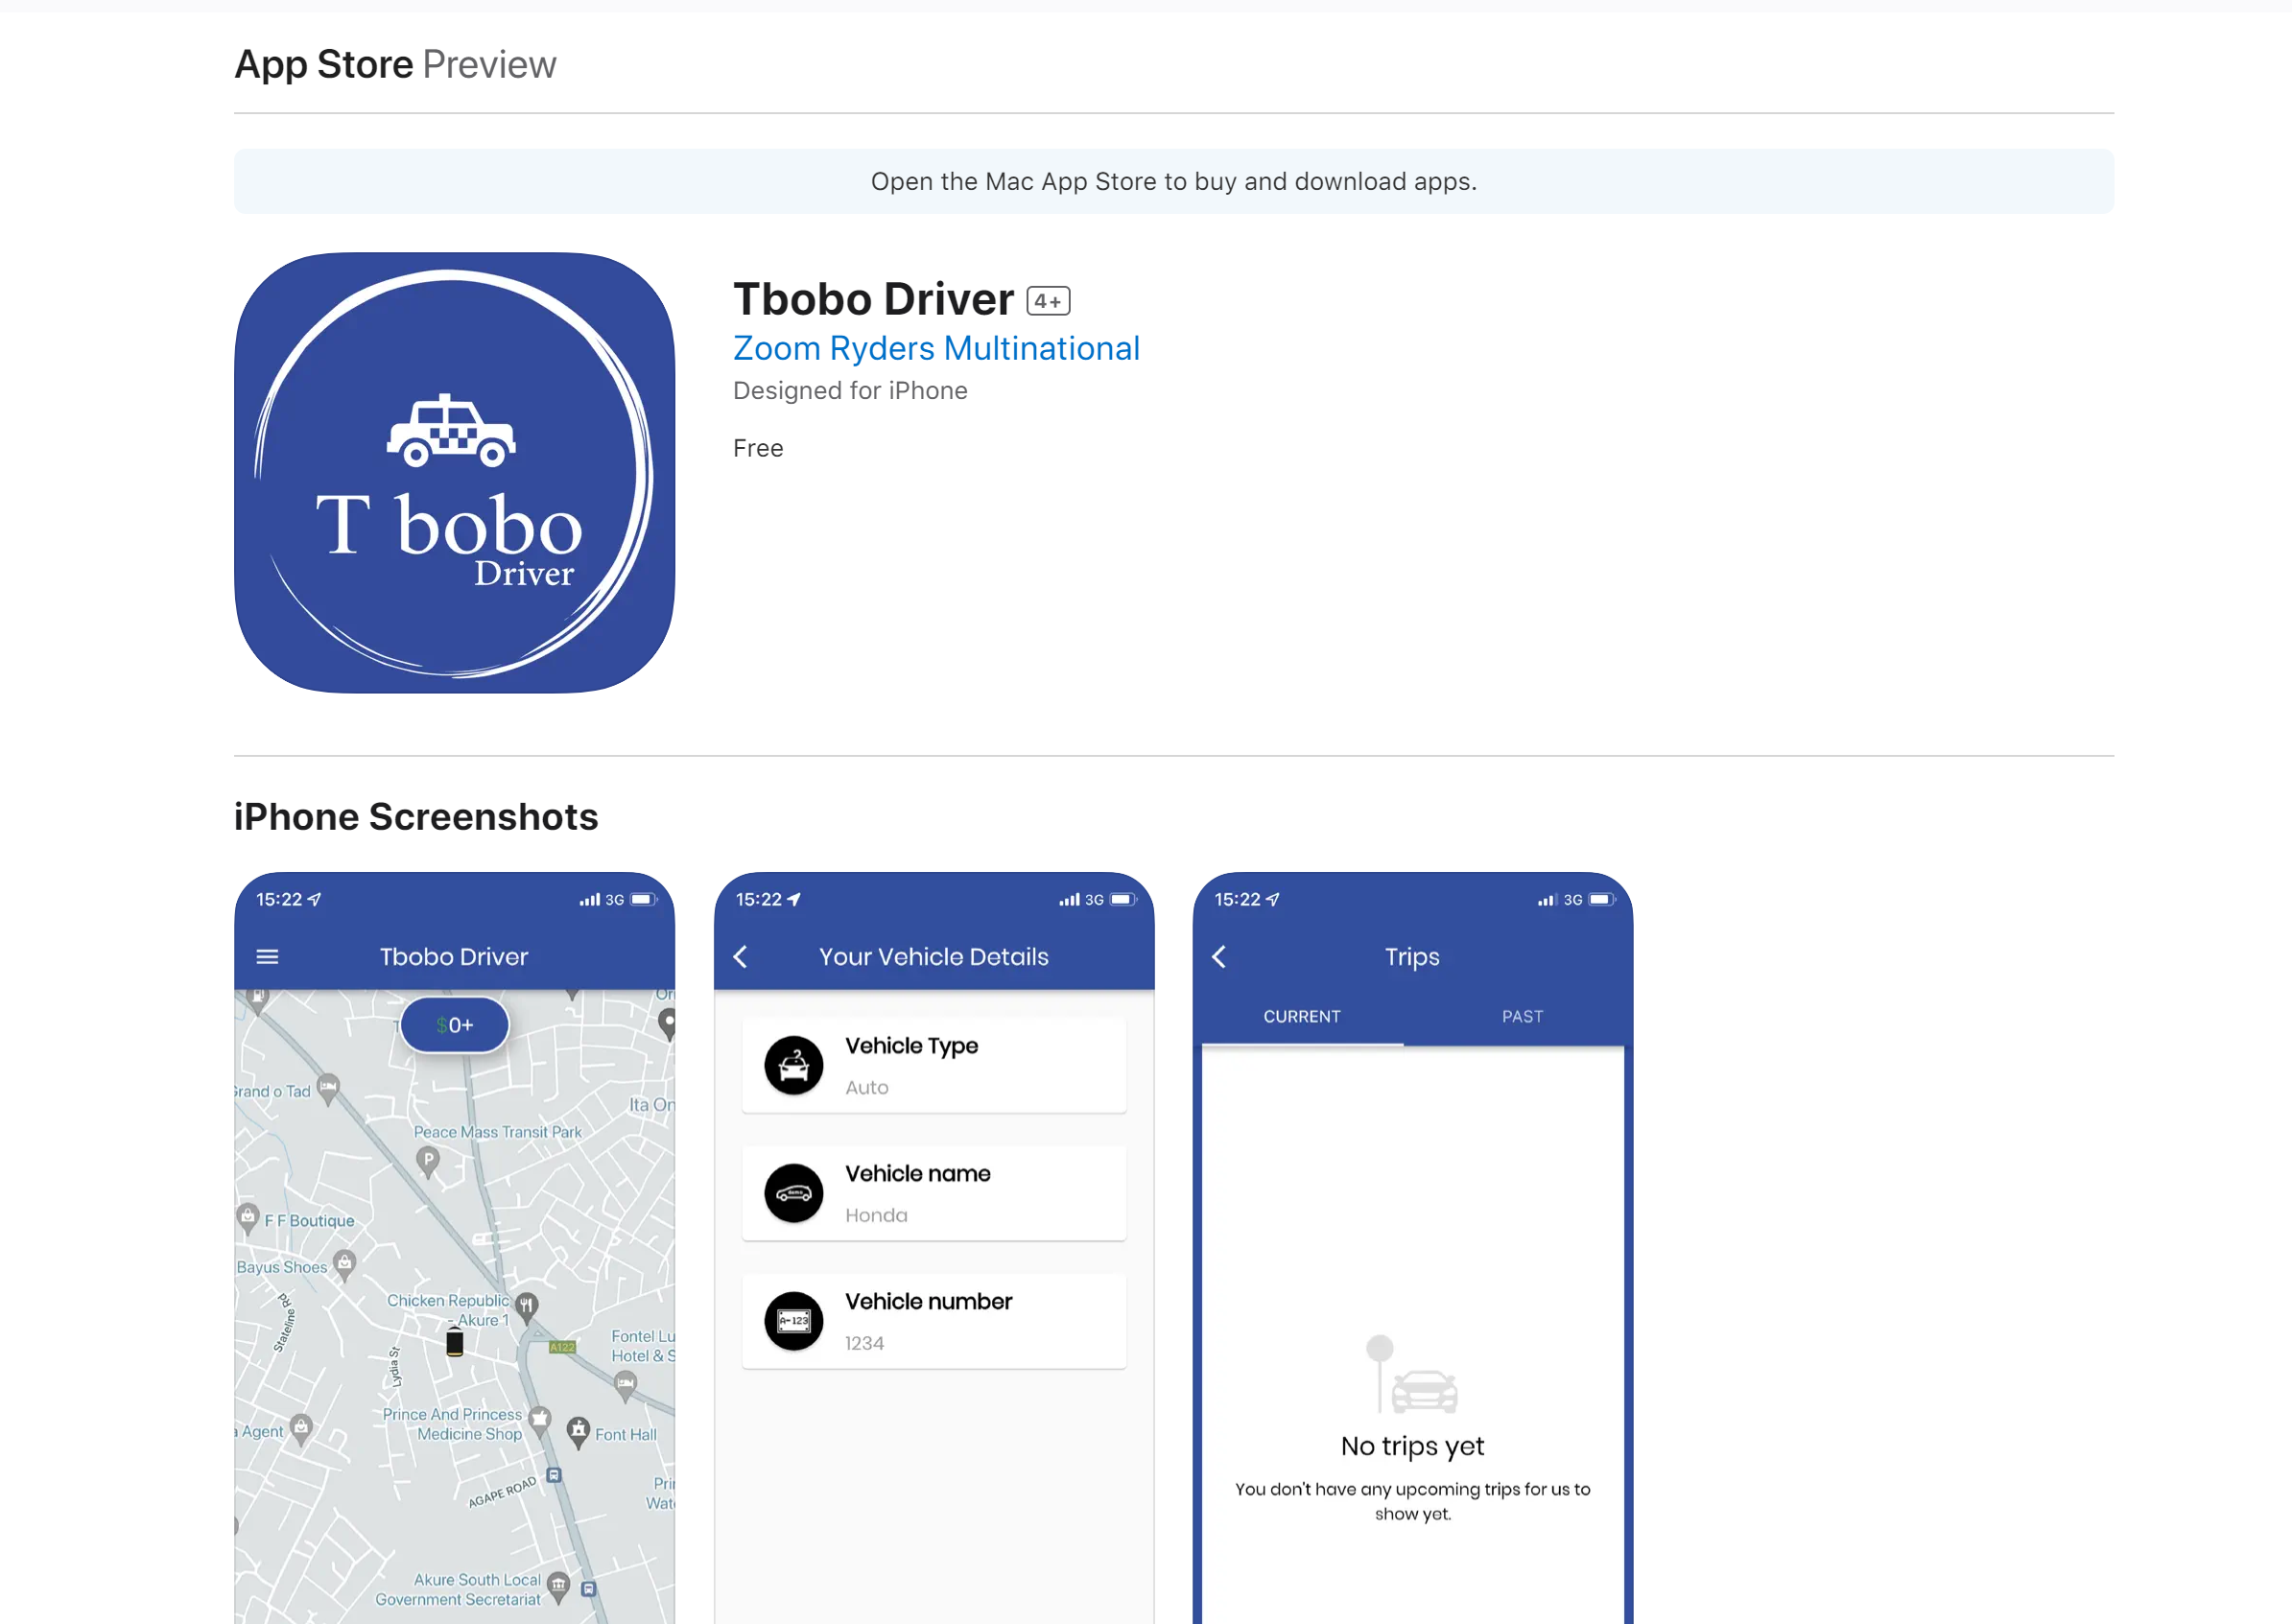 App Store Preview
Open the Mac App Store to buy and download apps.
T bobo
Driver
Tbobo Driver 4+
Zoom Ryders Multinational
Designed for iPhone
Free
iPhone Screenshots
15:22 3G
Tbobo Driver
$0+
Grand o Tad
Peace Mass Transit Park
P
F F Boutique
Bayus Shoes
Stateline Rd
Chicken Republic
- Akure 1
A122
Lydia St
Prince And Princess
Medicine Shop
Font Hall
Agent
AGAPE ROAD
Akure South Local
Government Secretariat
Ita On
Fontel Lu
Hotel & S
Pri
Wat
15:22 3G
Your Vehicle Details
Vehicle Type
Auto
Vehicle name
Honda
Vehicle number
A-123
1234
15:22 3G
Trips
CURRENT PAST
No trips yet
You don't have any upcoming trips for us to
show yet.